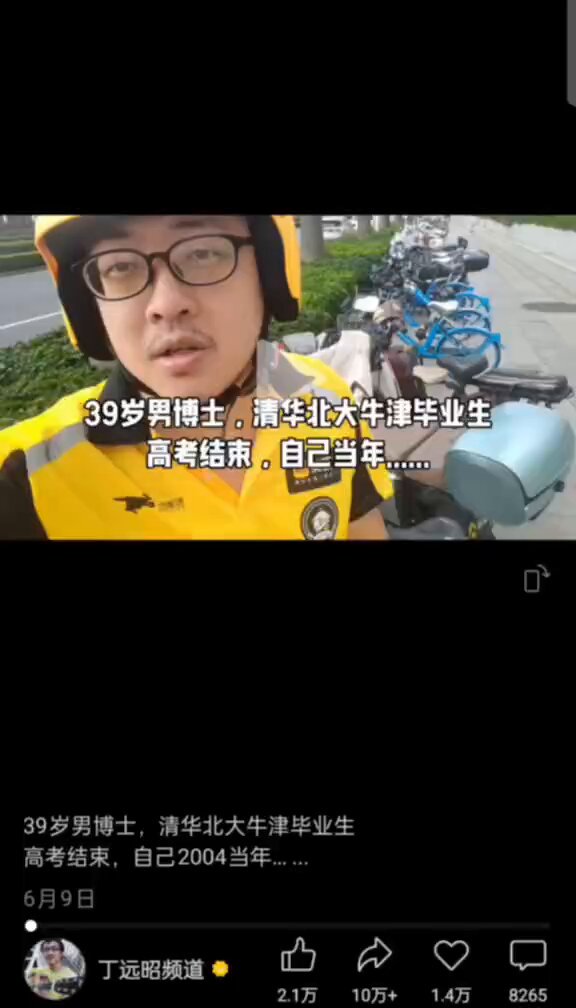 39岁男博士，清华北大牛津毕业生
高考结束，自己当年......
39岁男博士，清华北大牛津毕业生
高考结束，自己2004当年... ...
6月9日
丁远昭频道
2.1万
10万+
1.4万
8265